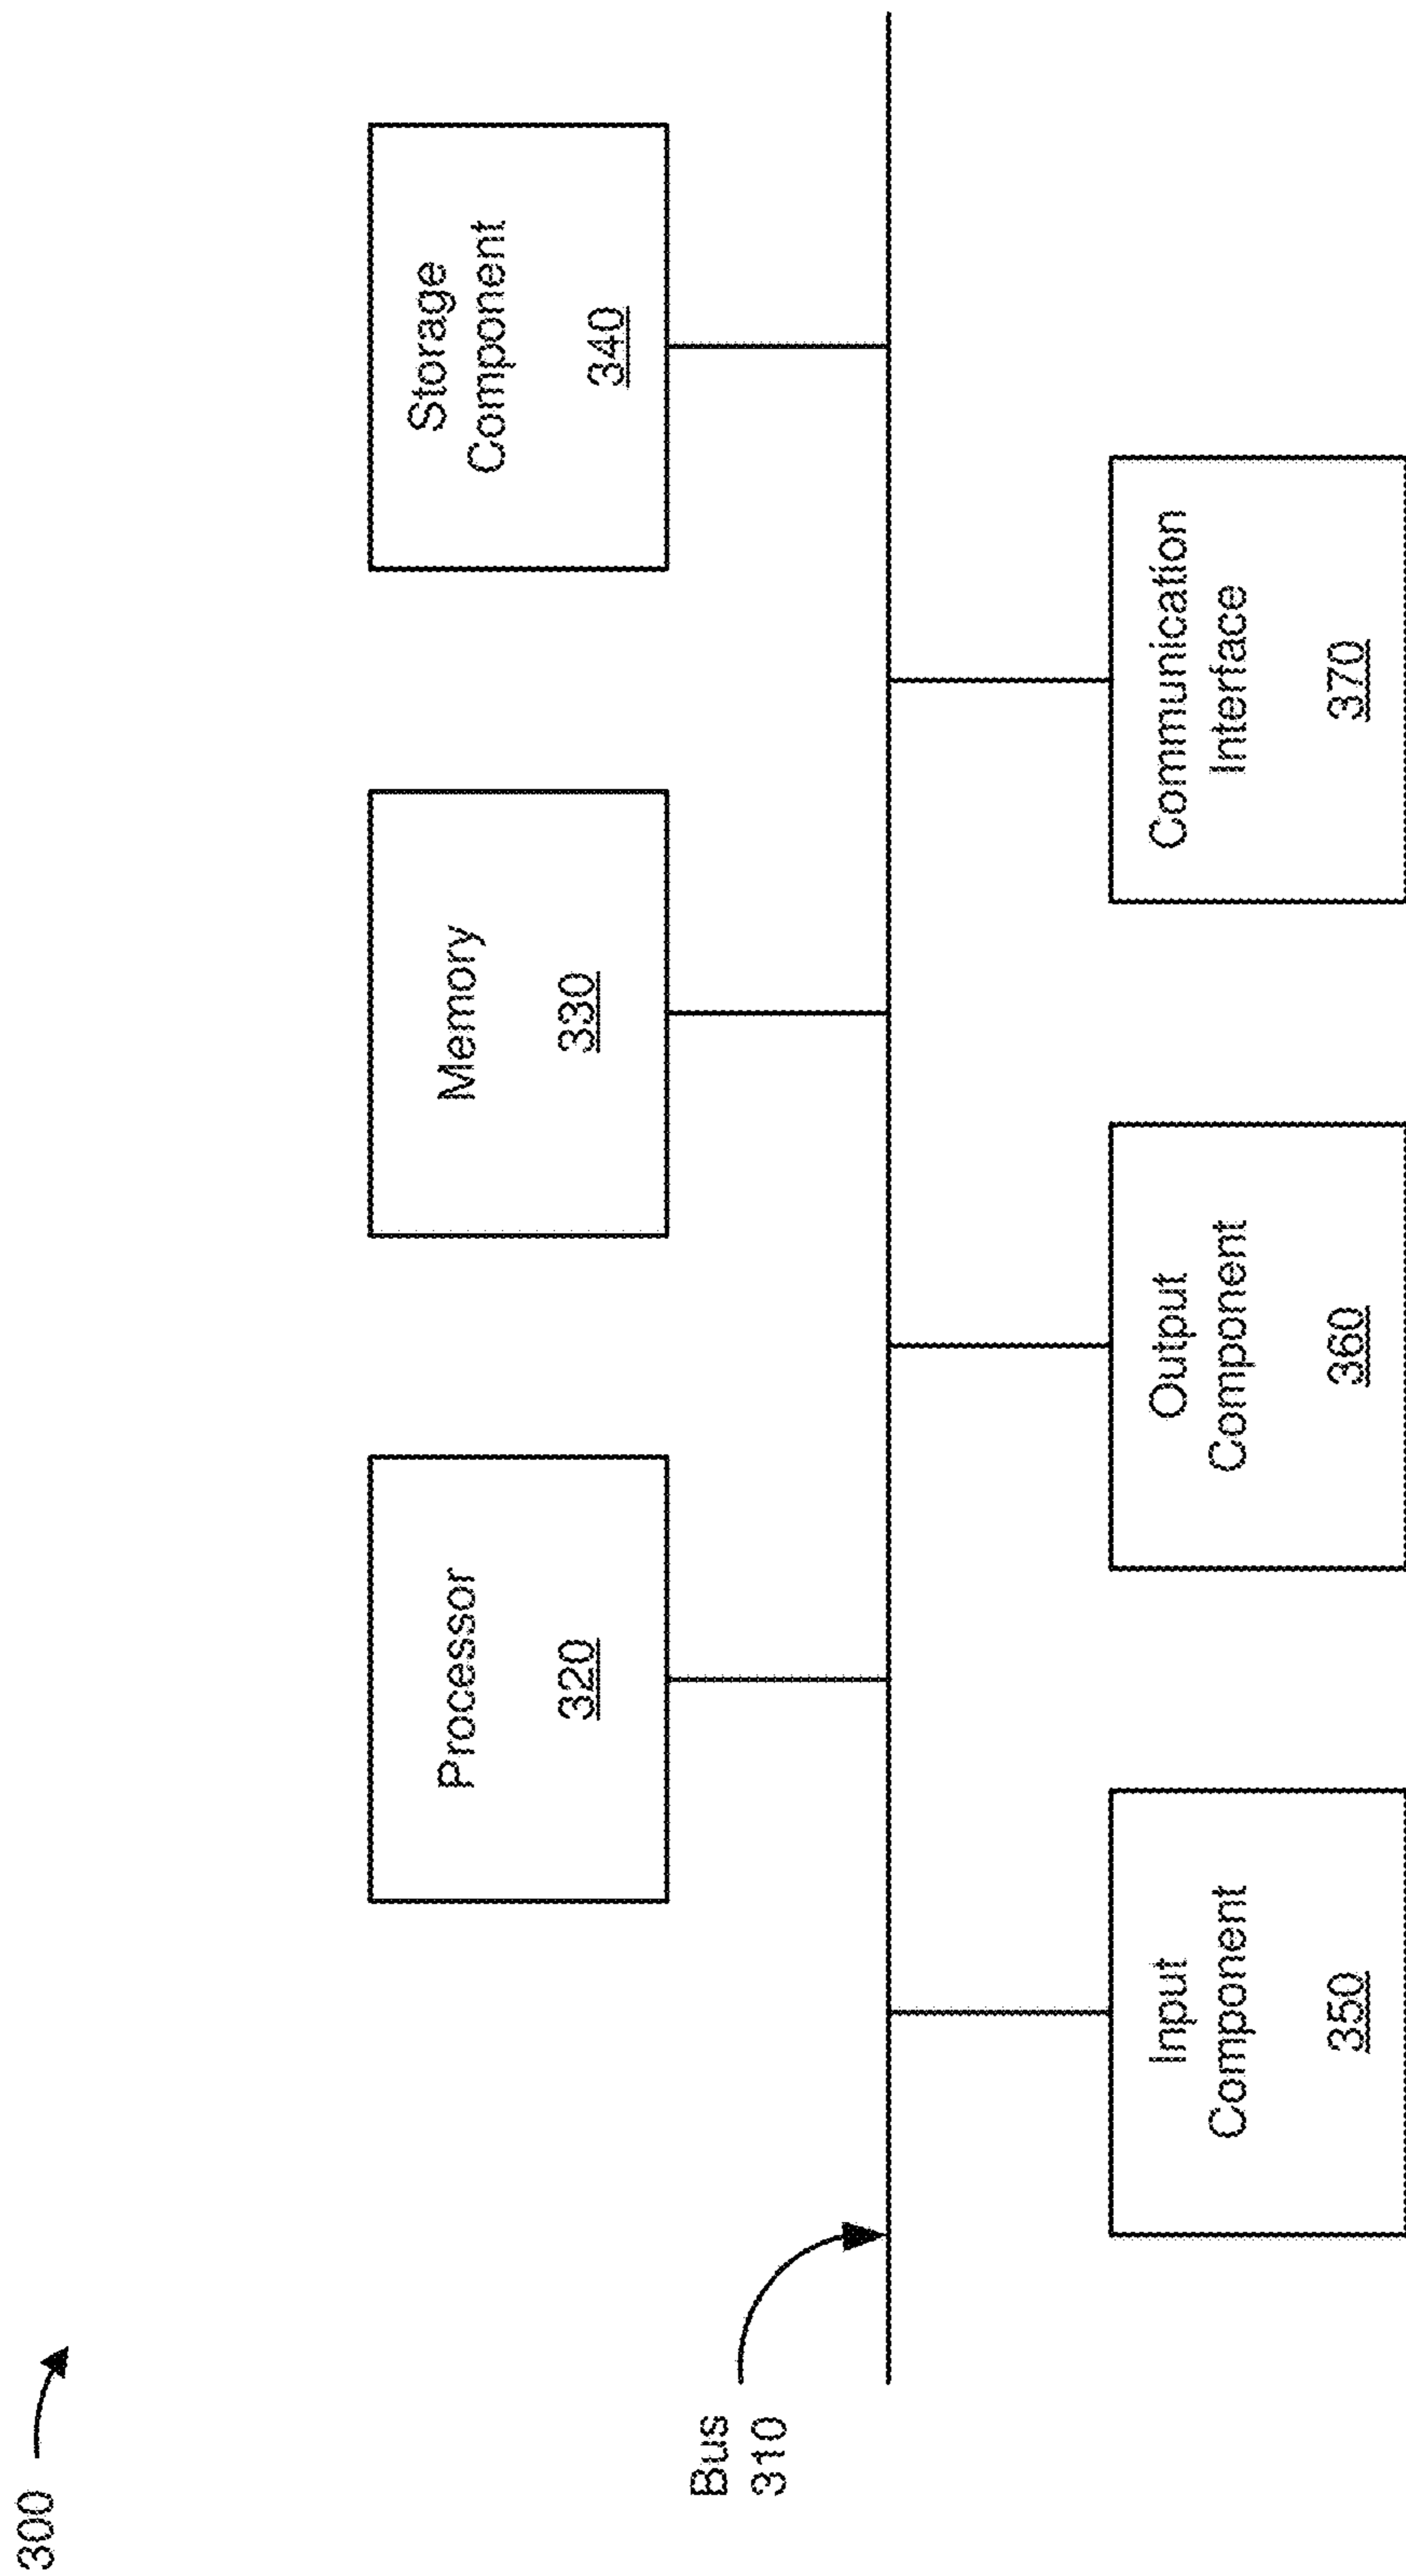 300
Processor
320
Memory
330
Storage
Component
340
Bus
310
Input
Component
350
Output
Component
360
Communication
Interface
370